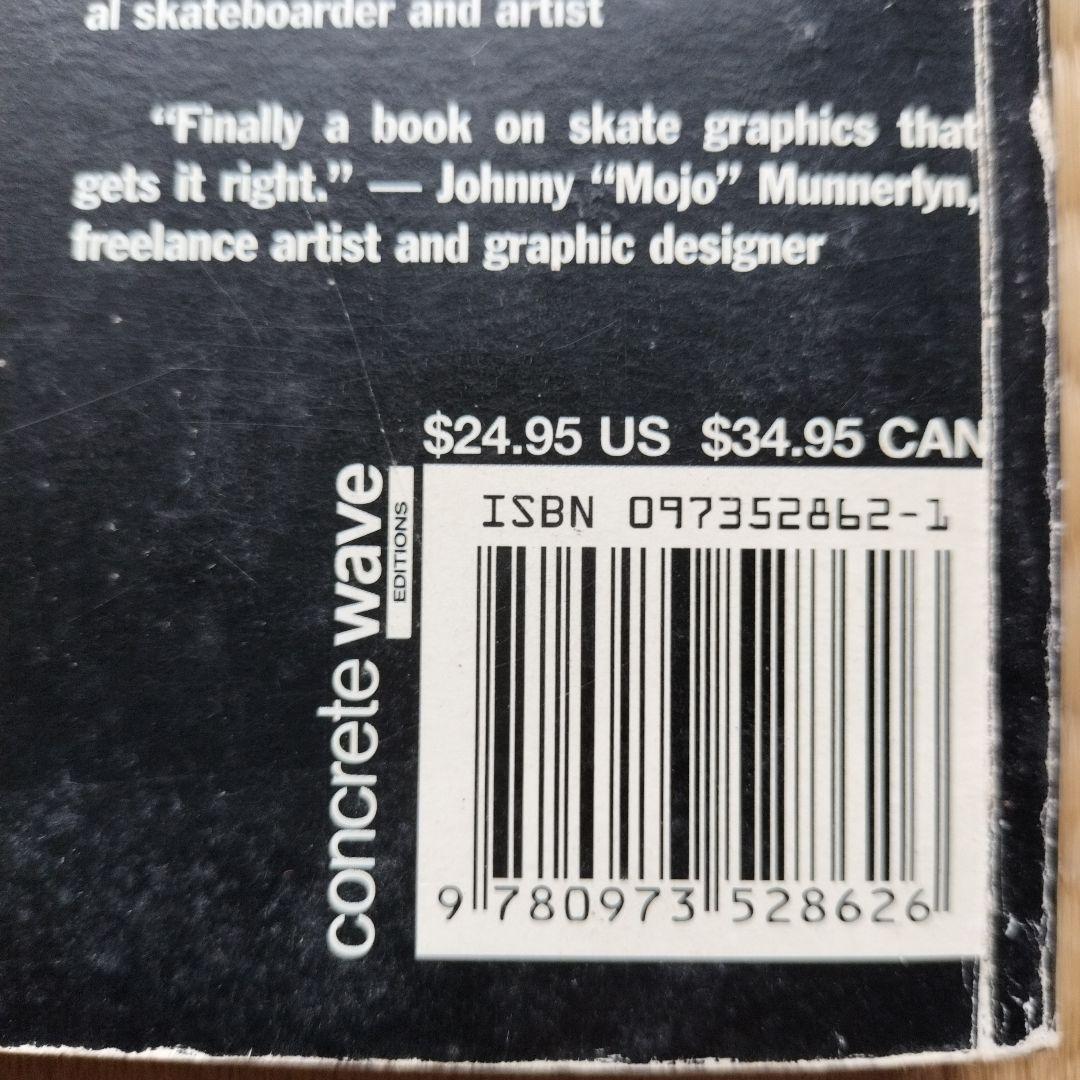 al skateboarder and artist
“Finally a book on skate graphics that
gets it right.” — Johnny “Mojo” Munnerlyn,
freelance artist and graphic designer
$24.95 US $34.95 CAN
concrete wave
EDITIONS
ISBN 097352862-1
9 780973 528626